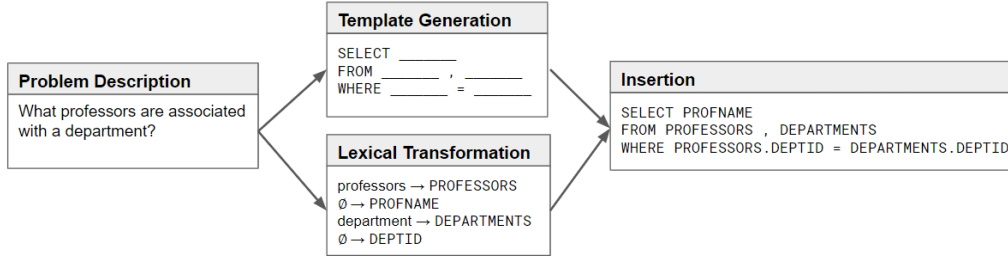 Problem Description
What professors are associated
with a department?
Template Generation
SELECT _______
FROM _______ , _______
WHERE _______ = _______
Lexical Transformation
professors → PROFESSORS
Ø → PROFNAME
department → DEPARTMENTS
Ø → DEPTID
Insertion
SELECT PROFNAME
FROM PROFESSORS , DEPARTMENTS
WHERE PROFESSORS.DEPTID = DEPARTMENTS.DEPTID